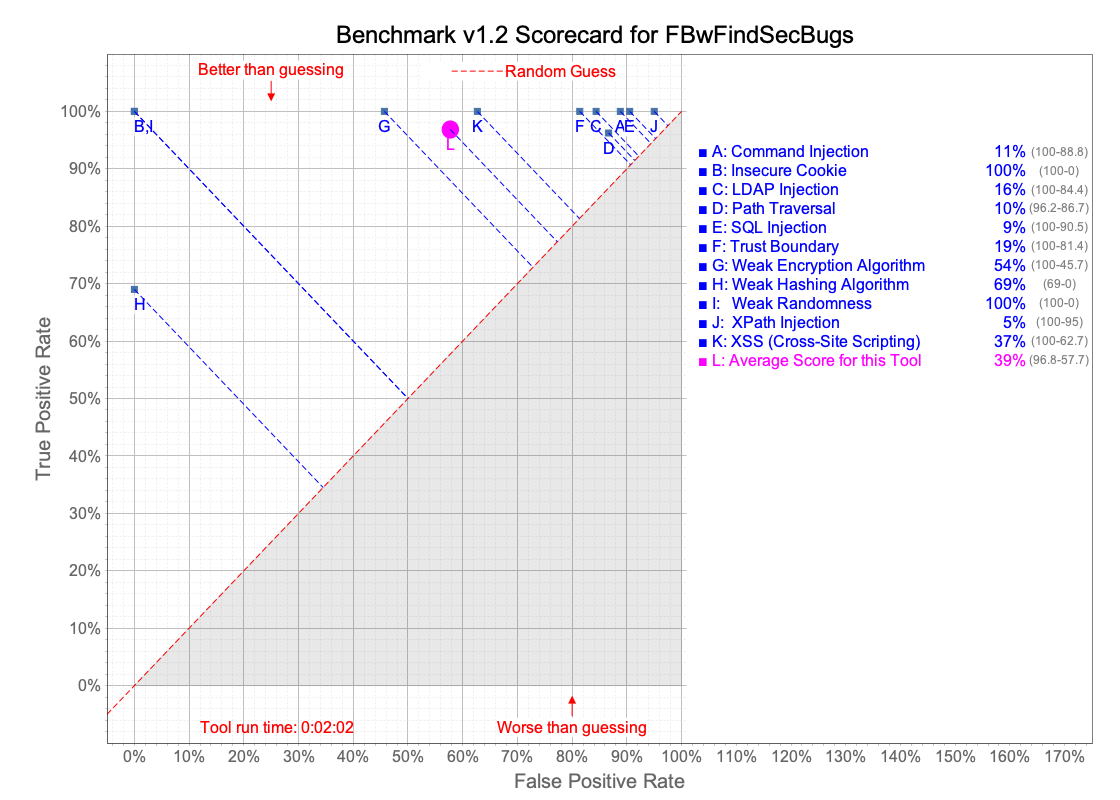 Benchmark v1.2 Scorecard for FBwFindSecBugs
Better than guessing
Random Guess
100%
90%
80%
70%
60%
50%
40%
30%
20%
10%
0%
True Positive Rate
B,I
G
K
L
F
C
A
E
J
D
H
A: Command Injection 11% (100-88.8)
B: Insecure Cookie 100% (100-0)
C: LDAP Injection 16% (100-84.4)
D: Path Traversal 10% (96.2-86.7)
E: SQL Injection 9% (100-90.5)
F: Trust Boundary 19% (100-81.4)
G: Weak Encryption Algorithm 54% (100-45.7)
H: Weak Hashing Algorithm 69% (69-0)
I: Weak Randomness 100% (100-0)
J: XPath Injection 5% (100-95)
K: XSS (Cross-Site Scripting) 37% (100-62.7)
L: Average Score for this Tool 39% (96.8-57.7)
Tool run time: 0:02:02
Worse than guessing
0% 10% 20% 30% 40% 50% 60% 70% 80% 90% 100% 110% 120% 130% 140% 150% 160% 170%
False Positive Rate